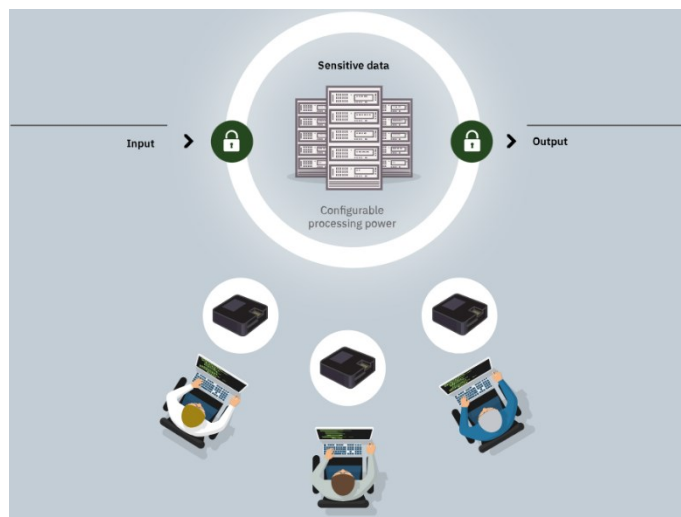 Sensitive data
Input
Output
Configurable
processing power